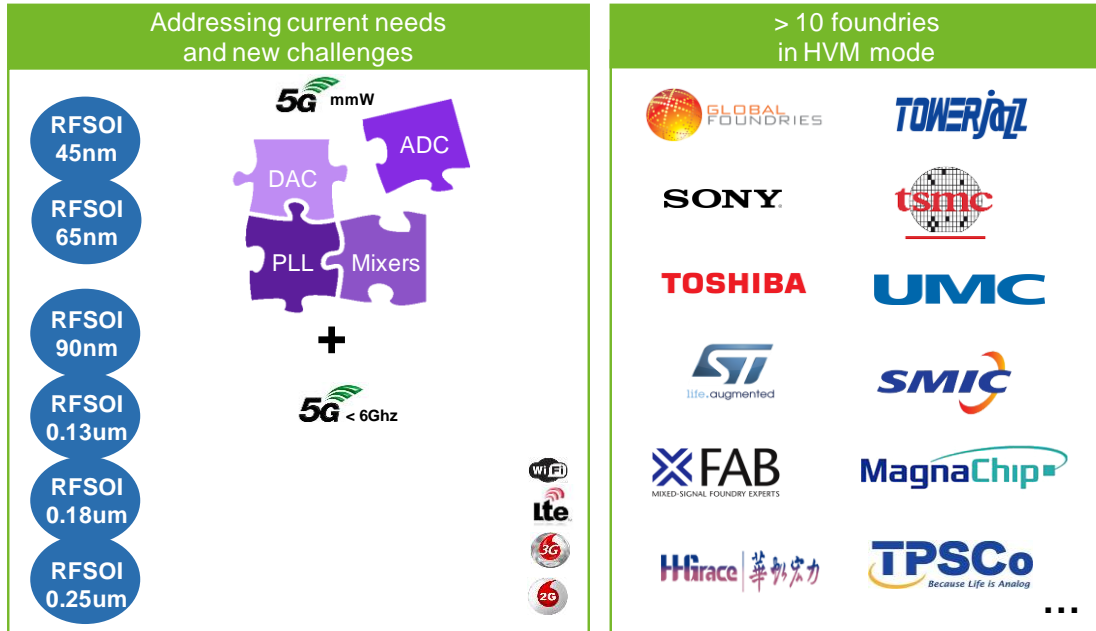 Addressing current needs
and new challenges
RFSOI
45nm
RFSOI
65nm
RFSOI
90nm
RFSOI
0.13um
RFSOI
0.18um
RFSOI
0.25um
5G mmW
ADC
DAC
PLL
Mixers
+
5G < 6Ghz
WiFi
Lte
3G
2G
> 10 foundries
in HVM mode
GLOBAL
FOUNDRIES
TOWERjazz
SONY
tsmc
TOSHIBA
UMC
ST
life.augmented
SMIC
XFAB
MIXED-SIGNAL FOUNDRY EXPERTS
MagnaChip
HHGrace 華虹宏力
TPSCo
Because Life is Analog
...